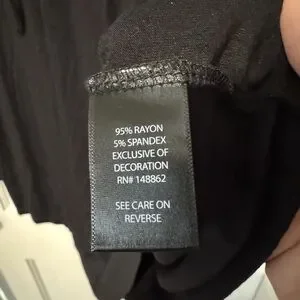 95% RAYON
5% SPANDEX
EXCLUSIVE OF
DECORATION
RN# 148862
SEE CARE ON
REVERSE